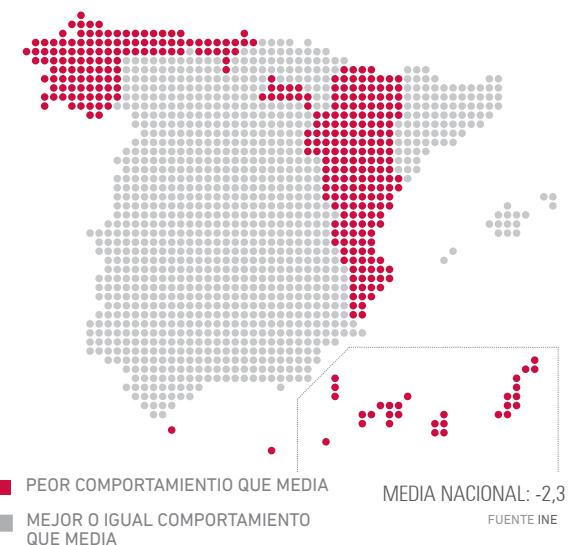 PEOR COMPORTAMIENTIO QUE MEDIA
MEJOR O IGUAL COMPORTAMIENTO
QUE MEDIA
MEDIA NACIONAL: -2,3
FUENTE INE